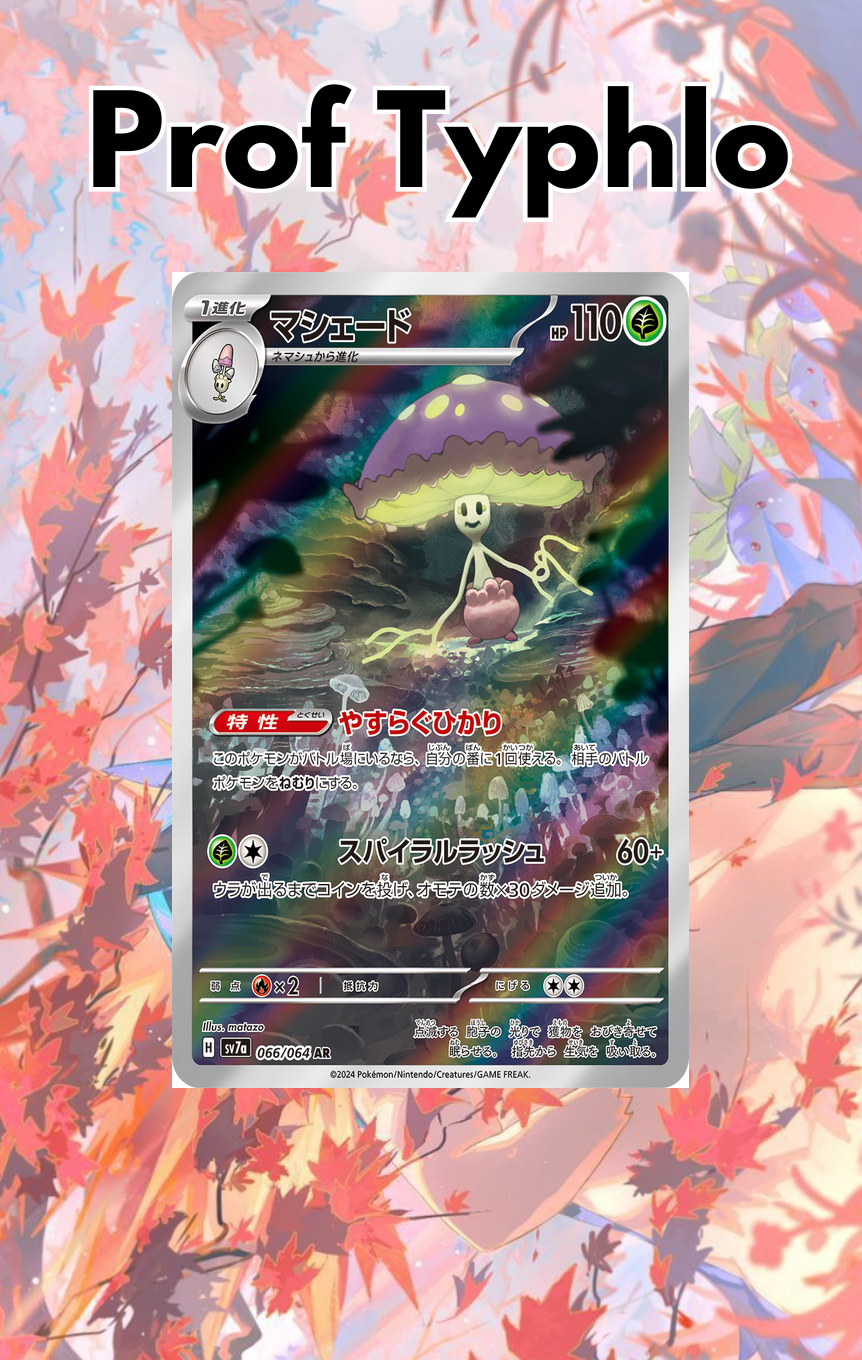 Prof Typhlo
1進化
マシェード
HP 110
ネマシュから進化
特性 とくせい やすらぐひかり
このポケモンがバトル場にいるなら、自分の番に1回使える。相手のバトル
ポケモンをねむりにする。
スパイラルラッシュ 60+
ウラが出るまでコインを投げ、オモテの数×30ダメージ追加。
弱点 ×2 抵抗力 にげる
Illus. matazo
点滅する 胞子の 光りで 獲物を おびき寄せて
眠らせる。 指先から 生気を 吸い取る。
H sv7a 066/064 AR
©2024 Pokémon/Nintendo/Creatures/GAME FREAK.